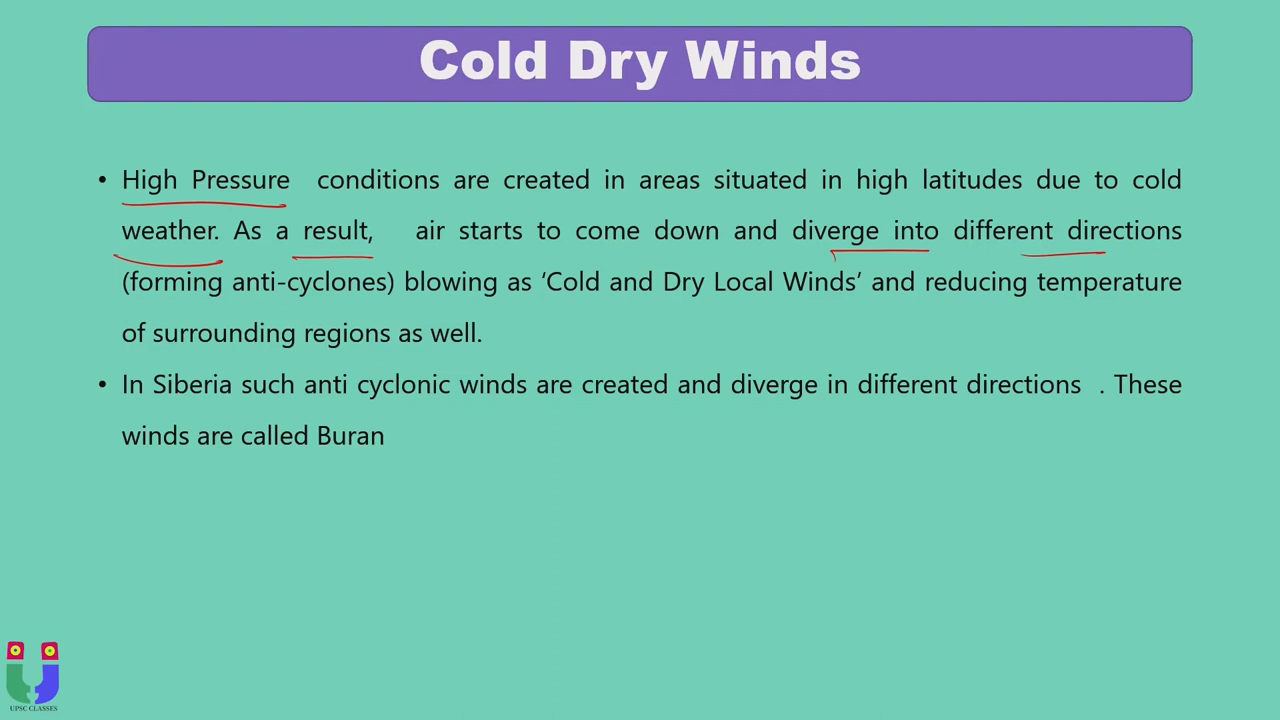 Cold Dry Winds
• High Pressure conditions are created in areas situated in high latitudes due to cold
weather. As a result, air starts to come down and diverge into different directions
(forming anti-cyclones) blowing as ‘Cold and Dry Local Winds’ and reducing temperature
of surrounding regions as well.
• In Siberia such anti cyclonic winds are created and diverge in different directions . These
winds are called Buran
UPSC CLASSES